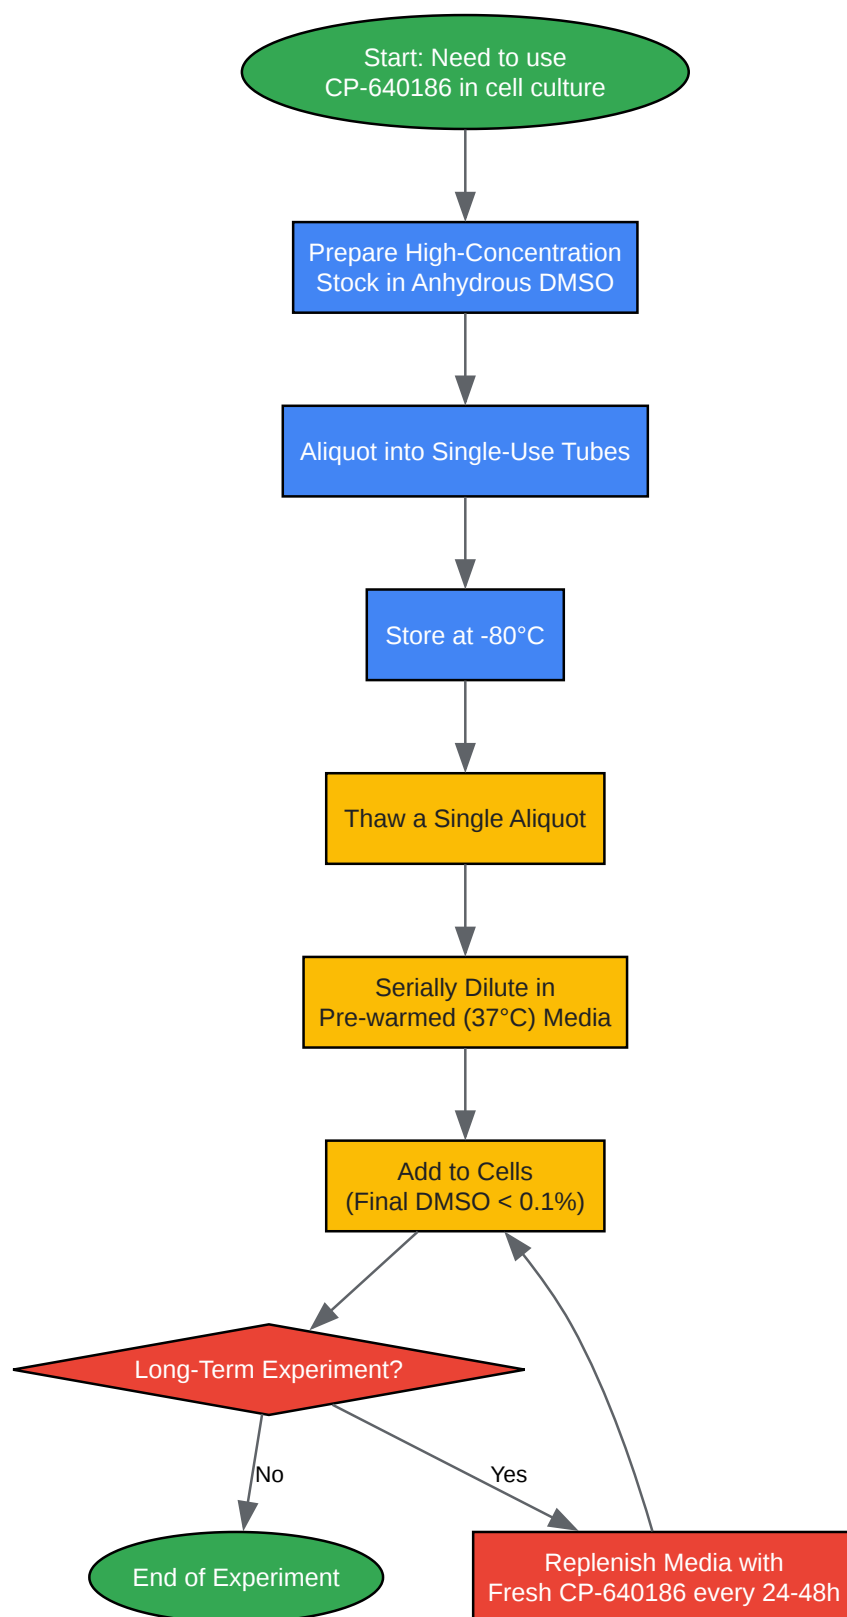 Start: Need to use
CP-640186 in cell culture
Prepare High-Concentration
Stock in Anhydrous DMSO
Aliquot into Single-Use Tubes
Store at -80°C
Thaw a Single Aliquot
Serially Dilute in
Pre-warmed (37°C) Media
Add to Cells
(Final DMSO < 0.1%)
Long-Term Experiment?
No
Yes
End of Experiment
Replenish Media with
Fresh CP-640186 every 24-48h